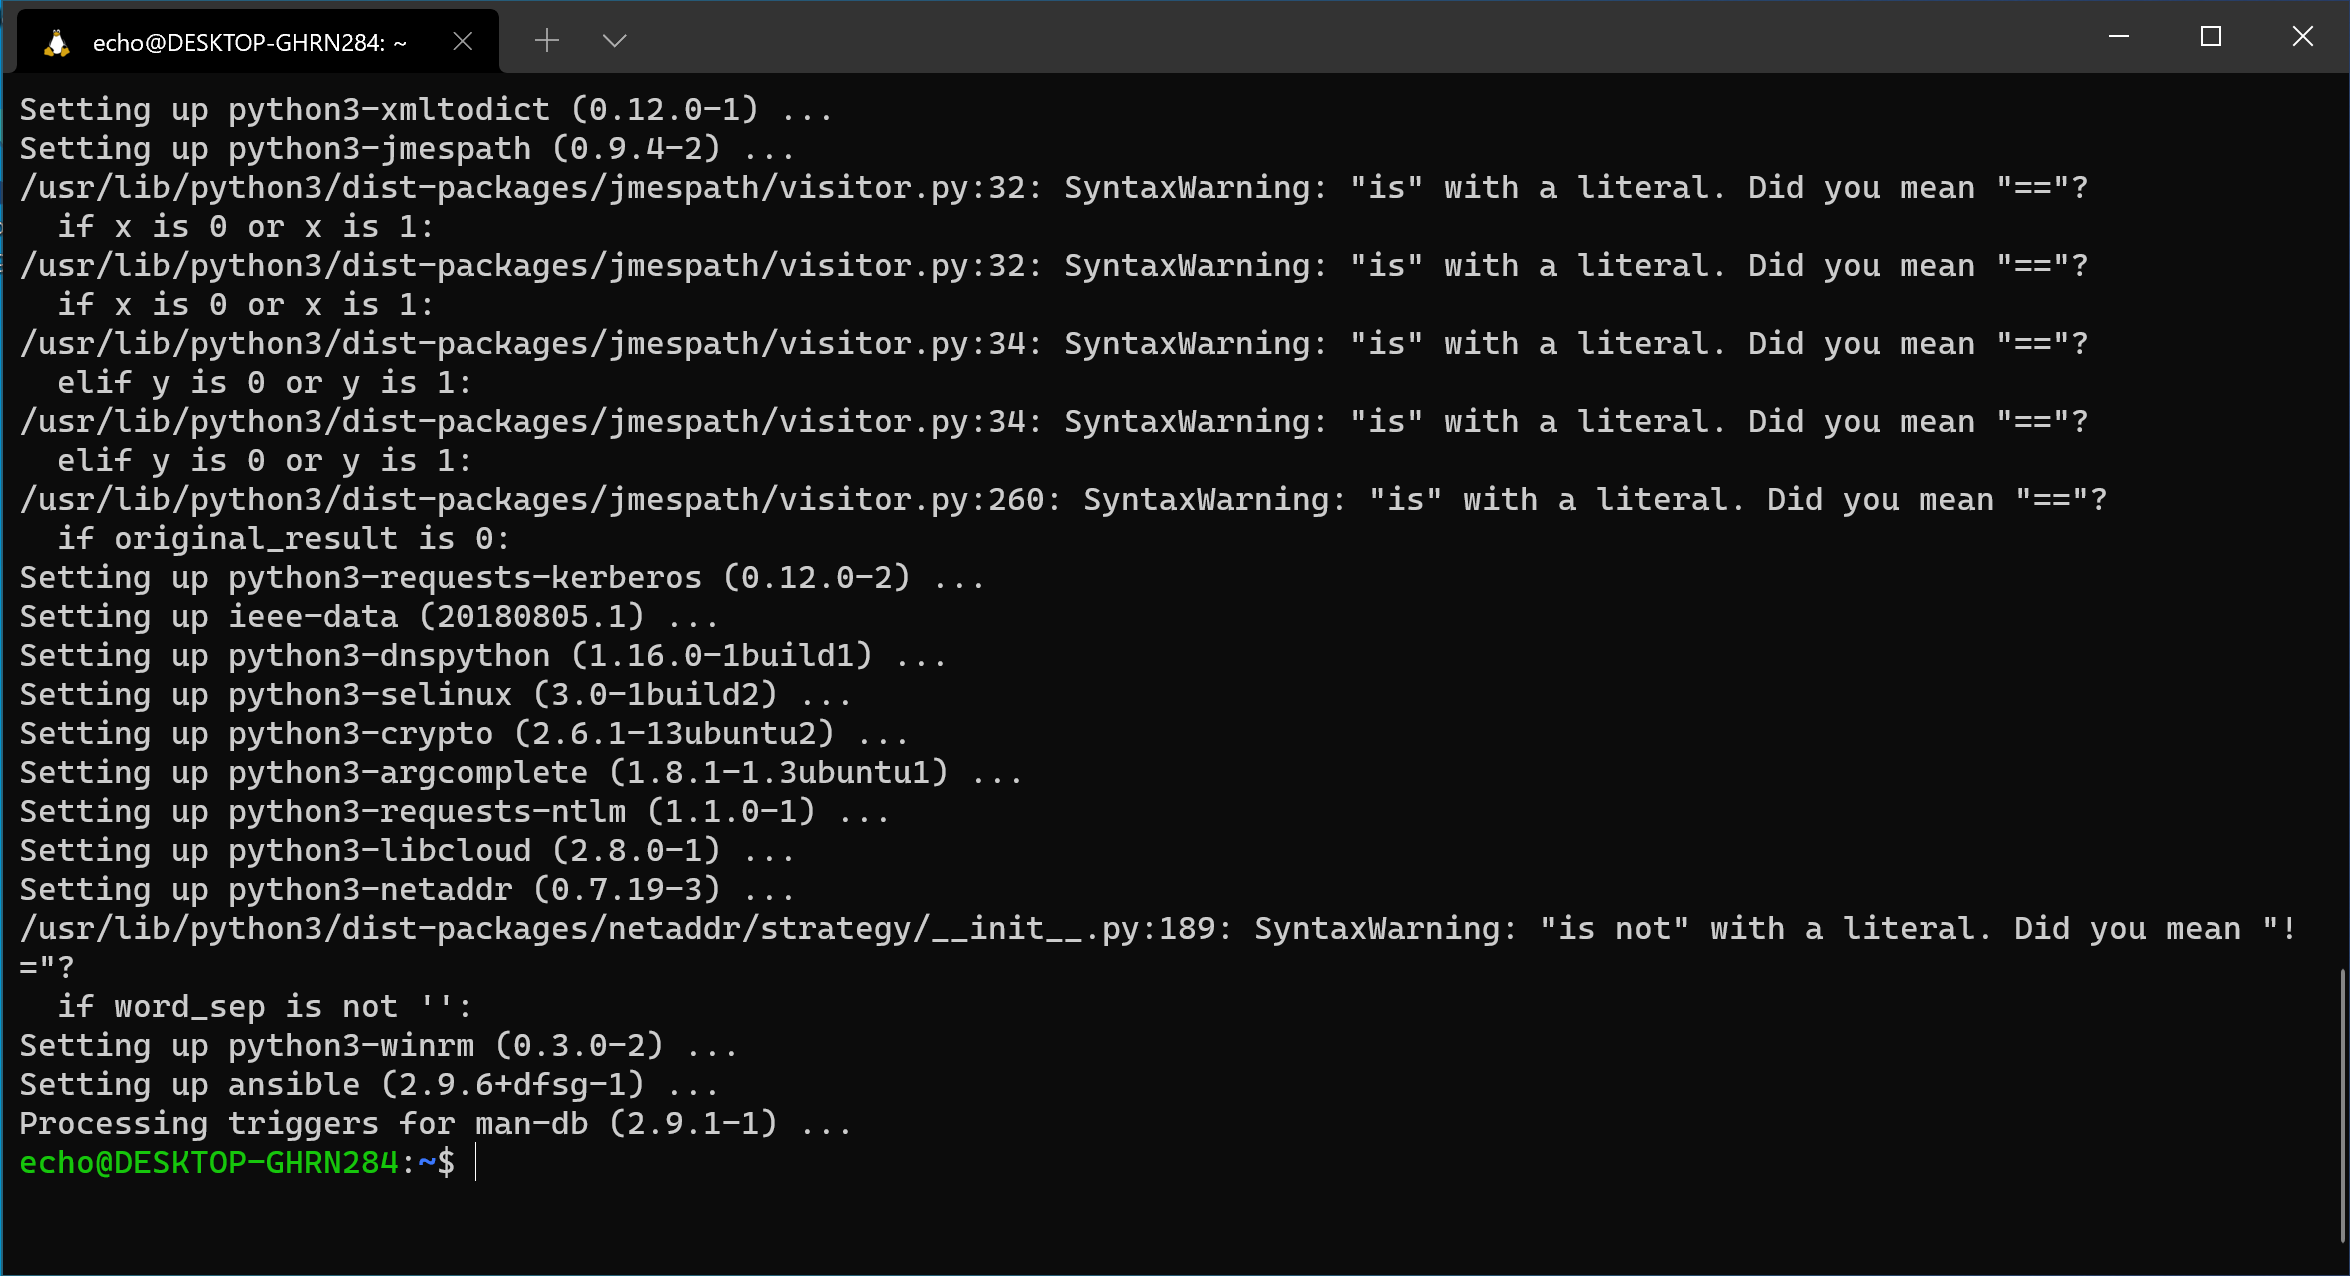 echo@DESKTOP-GHRN284: ~
Setting up python3-xmltodict (0.12.0-1) ...
Setting up python3-jmespath (0.9.4-2) ...
/usr/lib/python3/dist-packages/jmespath/visitor.py:32: SyntaxWarning: "is" with a literal. Did you mean "=="?
  if x is 0 or x is 1:
/usr/lib/python3/dist-packages/jmespath/visitor.py:32: SyntaxWarning: "is" with a literal. Did you mean "=="?
  if x is 0 or x is 1:
/usr/lib/python3/dist-packages/jmespath/visitor.py:34: SyntaxWarning: "is" with a literal. Did you mean "=="?
  elif y is 0 or y is 1:
/usr/lib/python3/dist-packages/jmespath/visitor.py:34: SyntaxWarning: "is" with a literal. Did you mean "=="?
  elif y is 0 or y is 1:
/usr/lib/python3/dist-packages/jmespath/visitor.py:260: SyntaxWarning: "is" with a literal. Did you mean "=="?
  if original_result is 0:
Setting up python3-requests-kerberos (0.12.0-2) ...
Setting up ieee-data (20180805.1) ...
Setting up python3-dnspython (1.16.0-1build1) ...
Setting up python3-selinux (3.0-1build2) ...
Setting up python3-crypto (2.6.1-13ubuntu2) ...
Setting up python3-argcomplete (1.8.1-1.3ubuntu1) ...
Setting up python3-requests-ntlm (1.1.0-1) ...
Setting up python3-libcloud (2.8.0-1) ...
Setting up python3-netaddr (0.7.19-3) ...
/usr/lib/python3/dist-packages/netaddr/strategy/__init__.py:189: SyntaxWarning: "is not" with a literal. Did you mean "!
="?
  if word_sep is not '':
Setting up python3-winrm (0.3.0-2) ...
Setting up ansible (2.9.6+dfsg-1) ...
Processing triggers for man-db (2.9.1-1) ...
echo@DESKTOP-GHRN284:~$